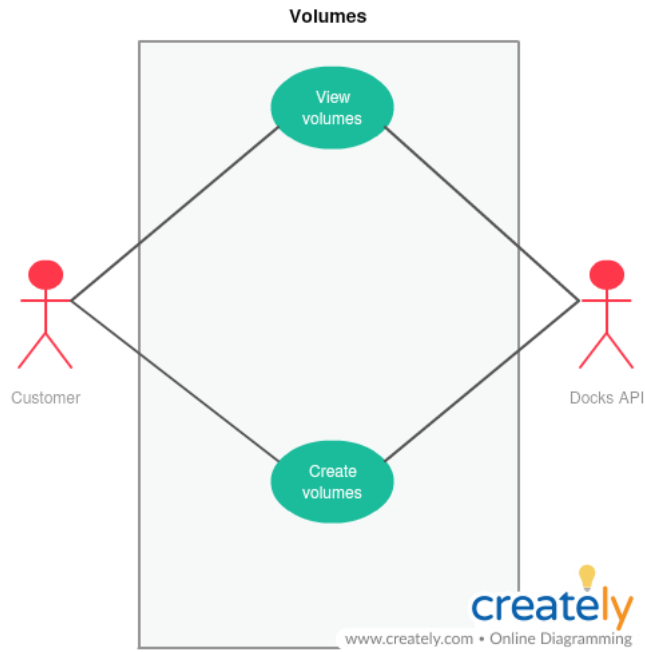 Volumes
View
volumes
Customer
Docks API
Create
volumes
creately
www.creately.com • Online Diagramming